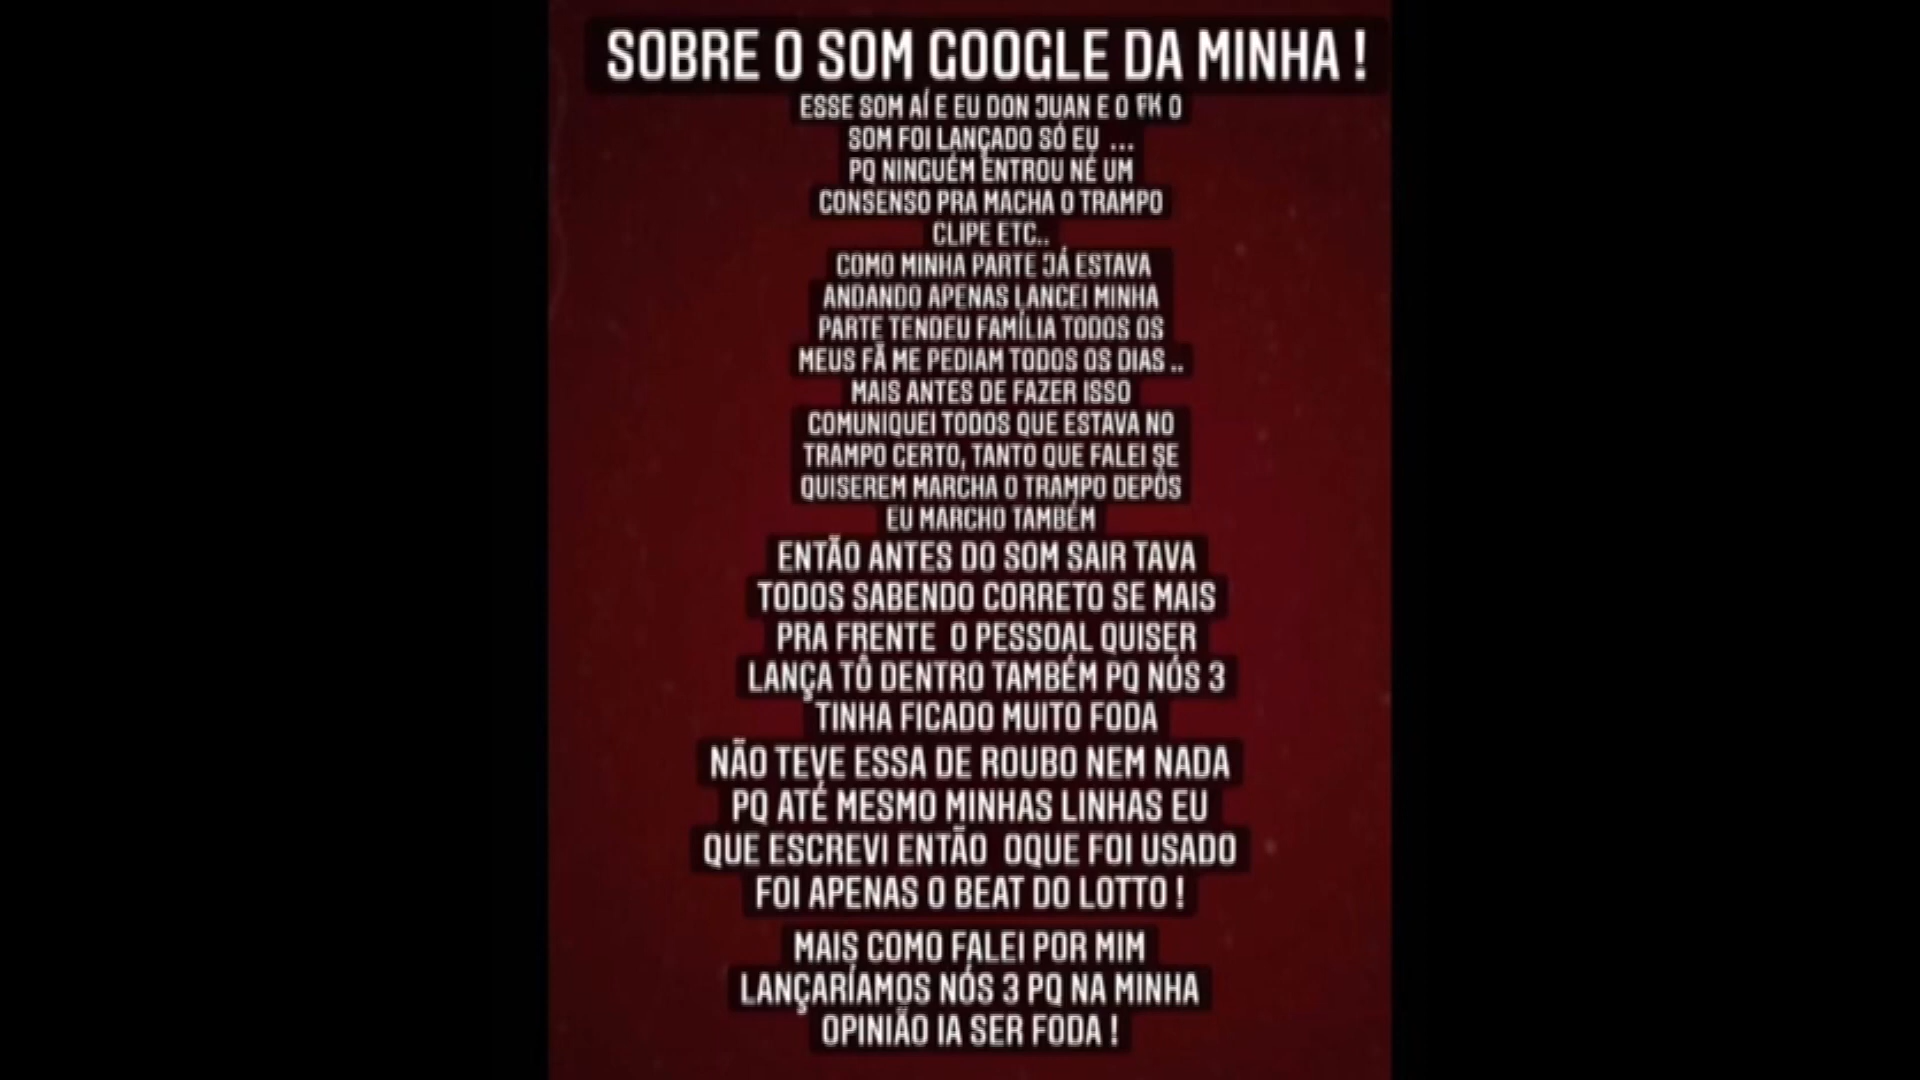 SOBRE O SOM GOOGLE DA MINHA !
ESSE SOM AÍ E EU DON JUAN E O FK O
SOM FOI LANÇADO SÓ EU ...
PQ NINGUÉM ENTROU NÉ UM
CONSENSO PRA MACHA O TRAMPO
CLIPE ETC..
COMO MINHA PARTE JÁ ESTAVA
ANDANDO APENAS LANCEI MINHA
PARTE TENDEU FAMÍLIA TODOS OS
MEUS FÃ ME PEDIAM TODOS OS DIAS ..
MAIS ANTES DE FAZER ISSO
COMUNIQUEI TODOS QUE ESTAVA NO
TRAMPO CERTO, TANTO QUE FALEI SE
QUISEREM MARCHA O TRAMPO DEPÔS
EU MARCHO TAMBÉM
ENTÃO ANTES DO SOM SAIR TAVA
TODOS SABENDO CORRETO SE MAIS
PRA FRENTE O PESSOAL QUISER
LANÇA TÔ DENTRO TAMBÉM PQ NÓS 3
TINHA FICADO MUITO FODA
NÃO TEVE ESSA DE ROUBO NEM NADA
PQ ATÉ MESMO MINHAS LINHAS EU
QUE ESCREVI ENTÃO OQUE FOI USADO
FOI APENAS O BEAT DO LOTTO !
MAIS COMO FALEI POR MIM
LANÇARÍAMOS NÓS 3 PQ NA MINHA
OPINIÃO IA SER FODA !